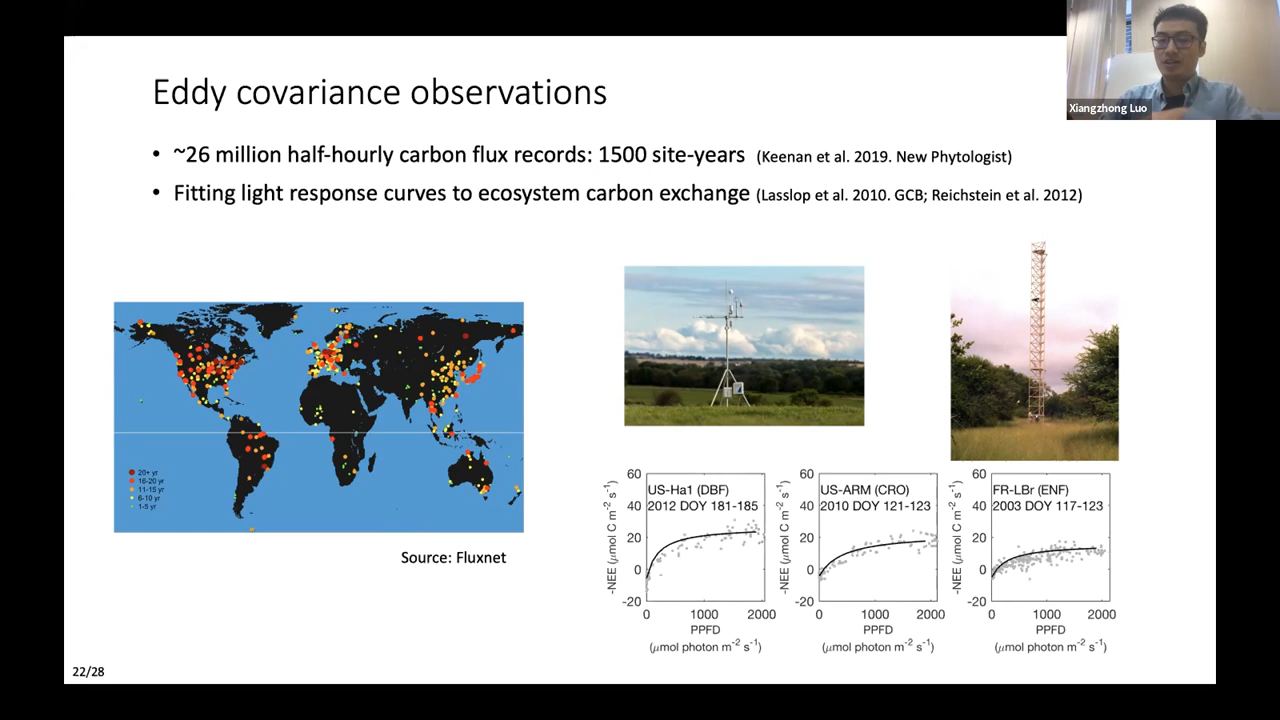 Xiangzhong Luo
Eddy covariance observations
• ~26 million half-hourly carbon flux records: 1500 site-years (Keenan et al. 2019. New Phytologist)
• Fitting light response curves to ecosystem carbon exchange (Lasslop et al. 2010. GCB; Reichstein et al. 2012)
20+ yr
16-20 yr
11-15 yr
6-10 yr
1-5 yr
Source: Fluxnet
60
40
20
0
-20
-NEE (μmol C m⁻² s⁻¹)
US-Ha1 (DBF)
2012 DOY 181-185
0 1000 2000
PPFD
(μmol photon m⁻² s⁻¹)
60
40
20
0
-20
-NEE (μmol C m⁻² s⁻¹)
US-ARM (CRO)
2010 DOY 121-123
0 1000 2000
PPFD
(μmol photon m⁻² s⁻¹)
60
40
20
0
-20
-NEE (μmol C m⁻² s⁻¹)
FR-LBr (ENF)
2003 DOY 117-123
0 1000 2000
PPFD
(μmol photon m⁻² s⁻¹)
22/28